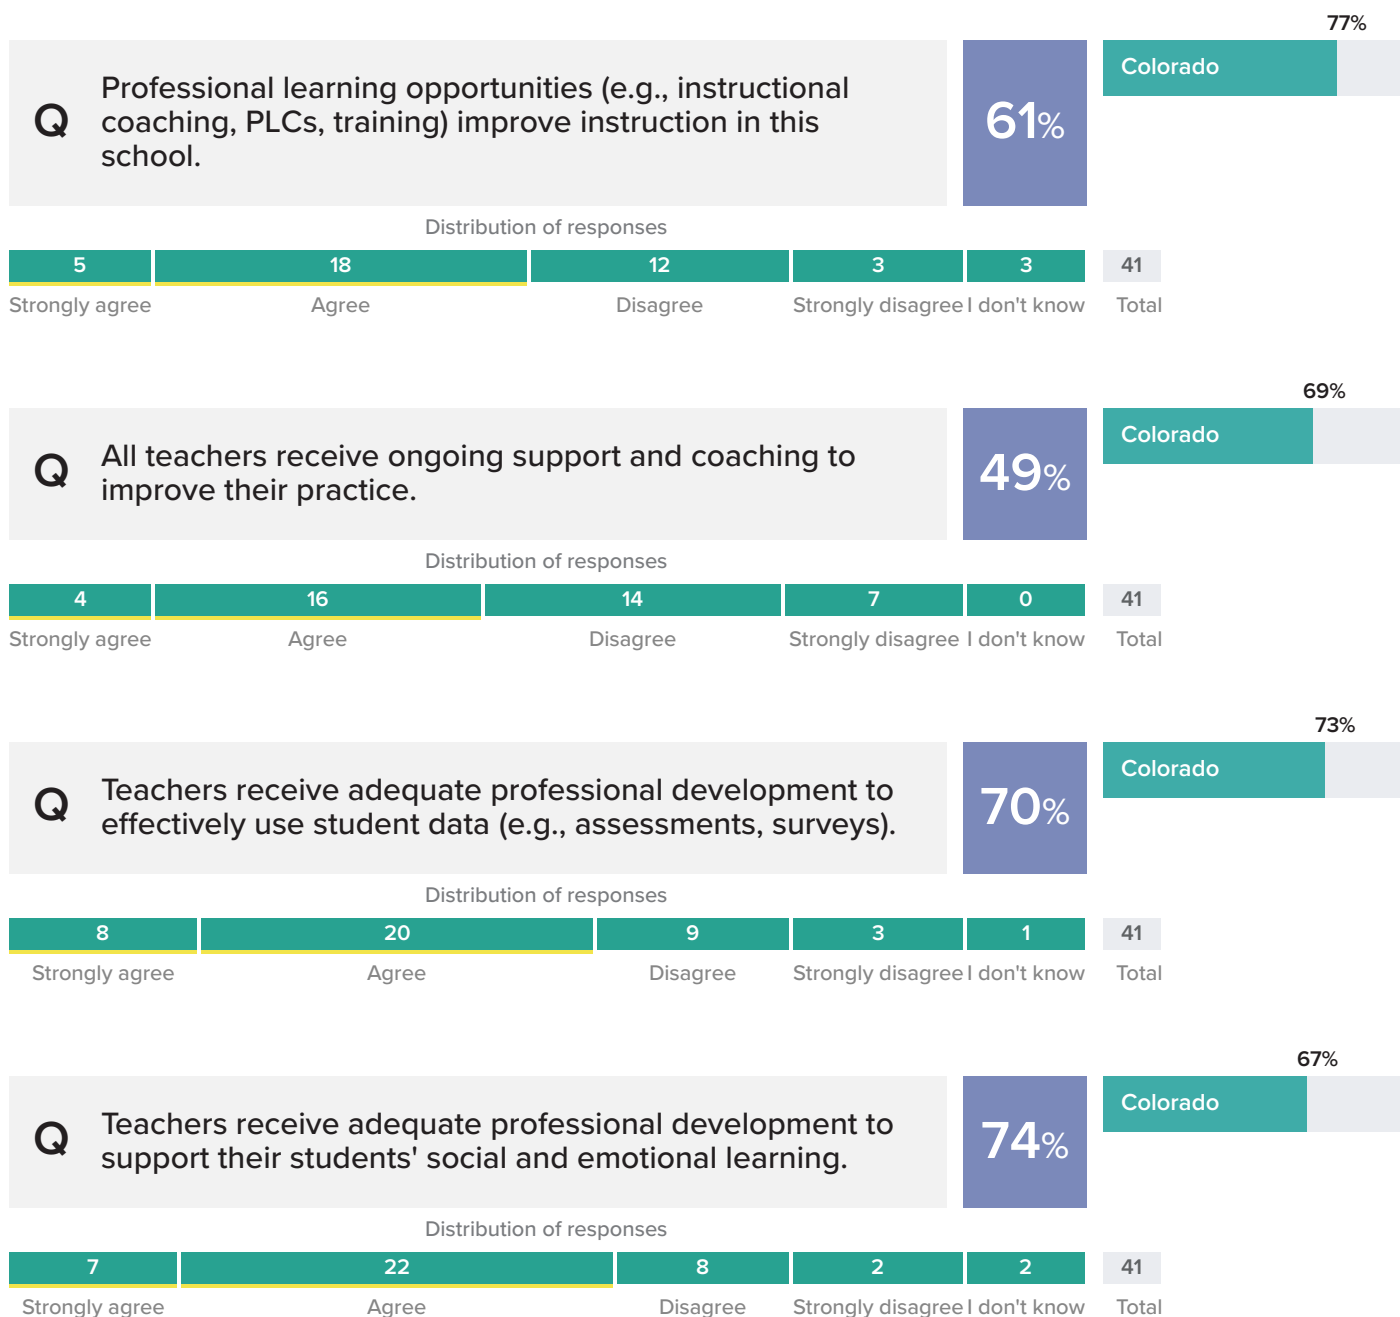 77%
Q
Professional learning opportunities (e.g., instructional
coaching, PLCs, training) improve instruction in this
school.
61%
Colorado
Distribution of responses
5 18 12 3 3 41
Strongly agree Agree Disagree Strongly disagree I don't know Total
69%
Q
All teachers receive ongoing support and coaching to
improve their practice.
49%
Colorado
Distribution of responses
4 16 14 7 0 41
Strongly agree Agree Disagree Strongly disagree I don't know Total
73%
Q
Teachers receive adequate professional development to
effectively use student data (e.g., assessments, surveys).
70%
Colorado
Distribution of responses
8 20 9 3 1 41
Strongly agree Agree Disagree Strongly disagree I don't know Total
67%
Q
Teachers receive adequate professional development to
support their students' social and emotional learning.
74%
Colorado
Distribution of responses
7 22 8 2 2 41
Strongly agree Agree Disagree Strongly disagree I don't know Total